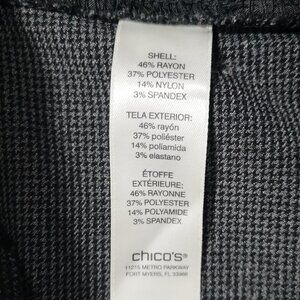 SHELL:
46% RAYON
37% POLYESTER
14% NYLON
3% SPANDEX
TELA EXTERIOR:
46% rayón
37% poliéster
14% poliamida
3% elastano
ÉTOFFE
EXTÉRIEURE:
46% RAYONNE
37% POLYESTER
14% POLYAMIDE
3% SPANDEX
chico's®
11215 METRO PARKWAY
FORT MYERS, FL 33966